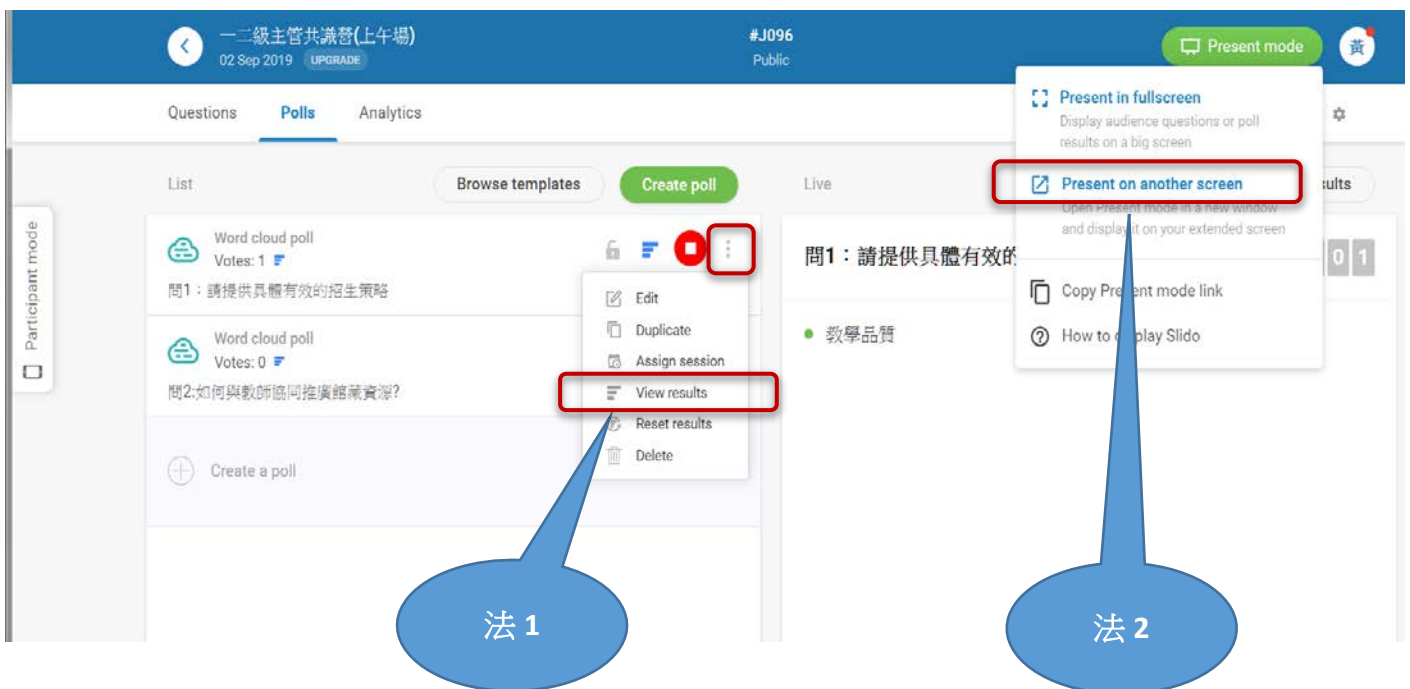 一二級主管共識營(上午場)
02 Sep 2019 UPGRADE
#J096
Public
Present mode
黃
Questions Polls Analytics
Present in fullscreen
Display audience questions or poll
results on a big screen
Present on another screen
Open Present mode in a new window
and display it on your extended screen
Copy Present mode link
How to display Slido
Participant mode
List
Browse templates
Create poll
Word cloud poll
Votes: 1
問1：請提供具體有效的招生策略
Word cloud poll
Votes: 0
問2:如何與教師協同推廣館藏資源?
Create a poll
Edit
Duplicate
Assign session
View results
Reset results
Delete
Live
sults
問1：請提供具體有效的
0 1
教學品質
法 1
法 2